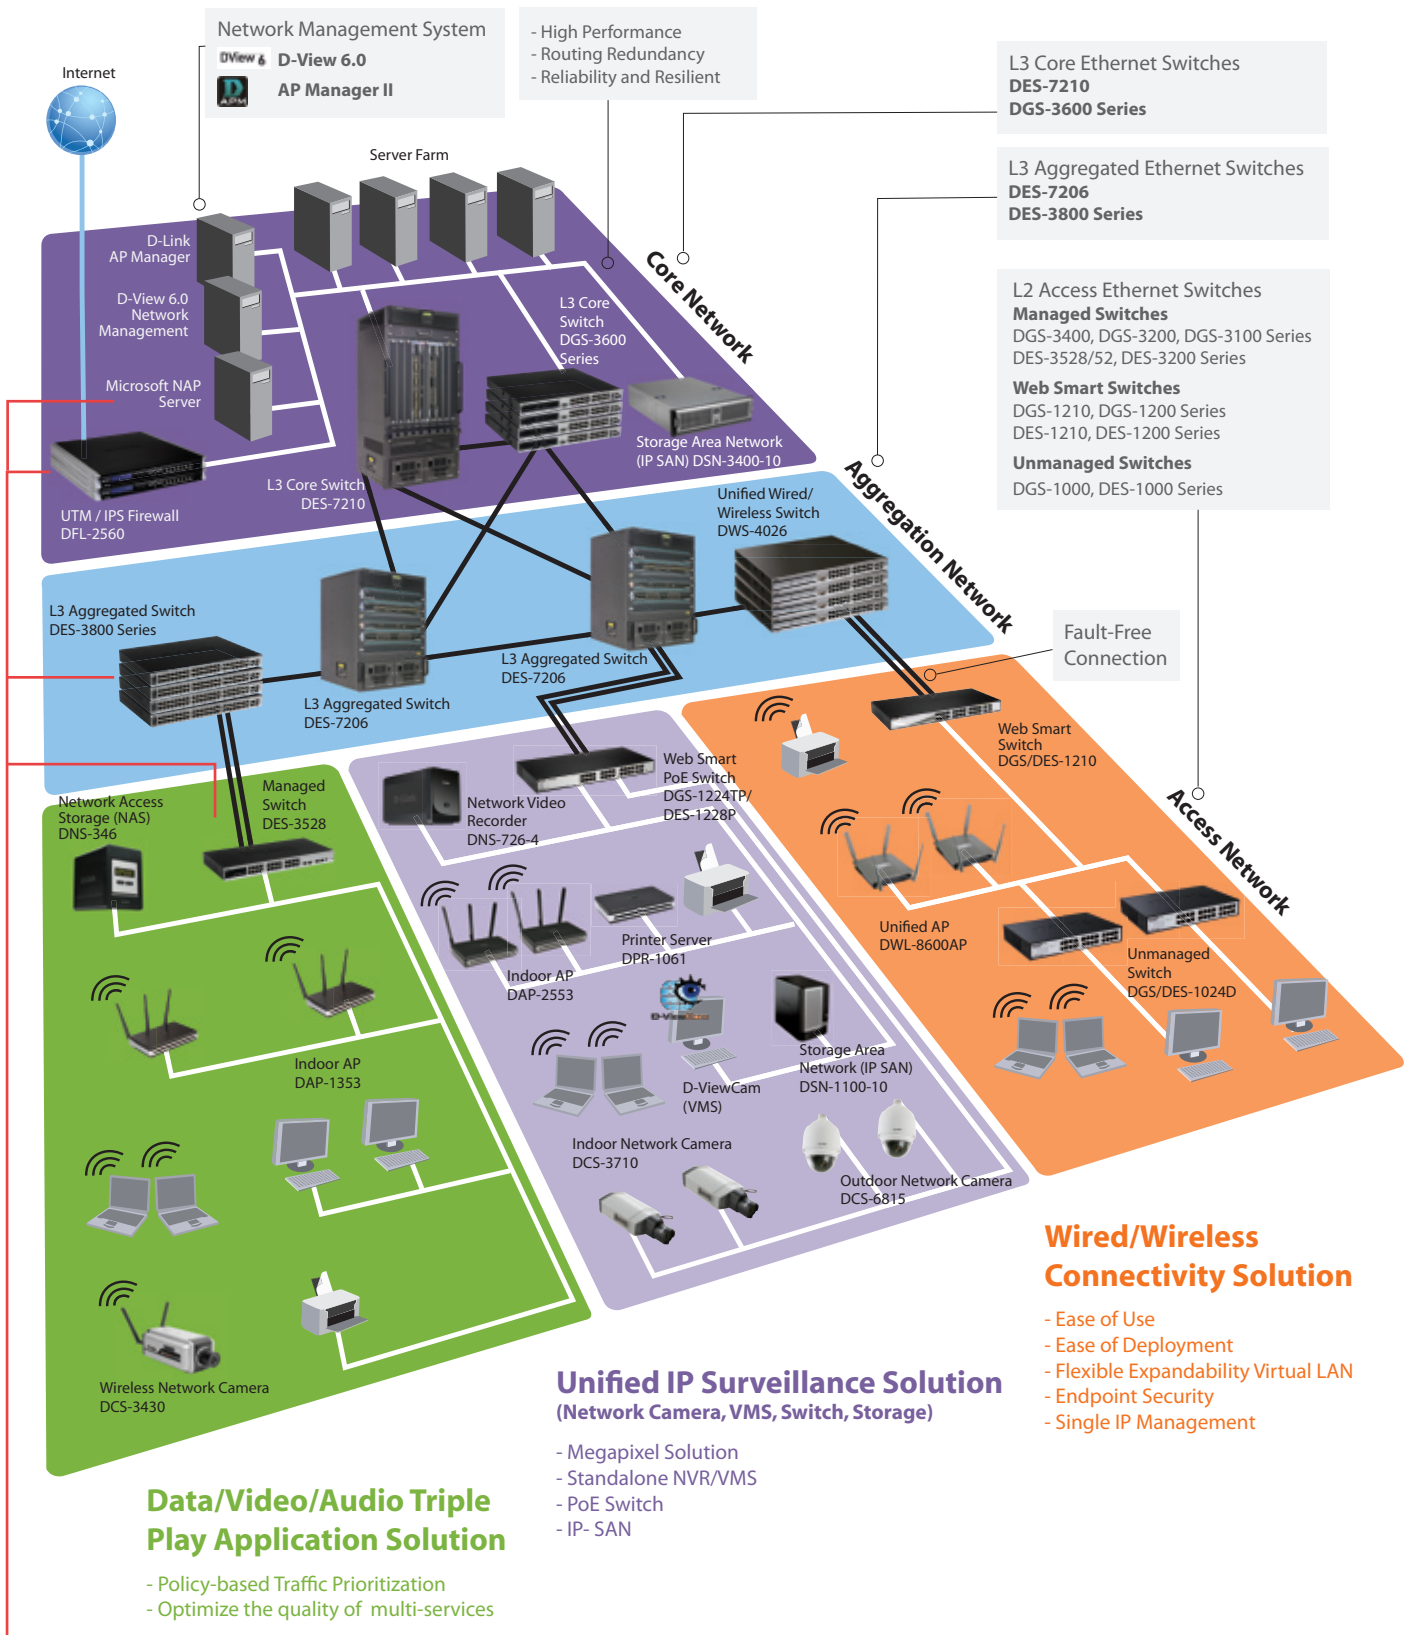 Network Management System
DView 6 D-View 6.0
D
APM
AP Manager II
- High Performance
- Routing Redundancy
- Reliability and Resilient
L3 Core Ethernet Switches
DES-7210
DGS-3600 Series
L3 Aggregated Ethernet Switches
DES-7206
DES-3800 Series
L2 Access Ethernet Switches
Managed Switches
DGS-3400, DGS-3200, DGS-3100 Series
DES-3528/52, DES-3200 Series
Web Smart Switches
DGS-1210, DGS-1200 Series
DES-1210, DES-1200 Series
Unmanaged Switches
DGS-1000, DES-1000 Series
Internet
Server Farm
D-Link
AP Manager
D-View 6.0
Network
Management
Microsoft NAP
Server
UTM / IPS Firewall
DFL-2560
L3 Core
Switch
DGS-3600
Series
L3 Core Switch
DES-7210
Storage Area Network
(IP SAN) DSN-3400-10
Core Network
Unified Wired/
Wireless Switch
DWS-4026
Aggregation Network
L3 Aggregated Switch
DES-3800 Series
L3 Aggregated Switch
DES-7206
L3 Aggregated Switch
DES-7206
Fault-Free
Connection
Web Smart
Switch
DGS/DES-1210
Access Network
Network Access
Storage (NAS)
DNS-346
Managed
Switch
DES-3528
Network Video
Recorder
DNS-726-4
Web Smart
PoE Switch
DGS-1224TP/
DES-1228P
Unified AP
DWL-8600AP
Unmanaged
Switch
DGS/DES-1024D
Indoor AP
DAP-2553
Printer Server
DPR-1061
Indoor AP
DAP-1353
D-ViewCam
D-ViewCam
(VMS)
Storage Area
Network (IP SAN)
DSN-1100-10
Indoor Network Camera
DCS-3710
Outdoor Network Camera
DCS-6815
Wireless Network Camera
DCS-3430
Wired/Wireless
Connectivity Solution
- Ease of Use
- Ease of Deployment
- Flexible Expandability Virtual LAN
- Endpoint Security
- Single IP Management
Unified IP Surveillance Solution
(Network Camera, VMS, Switch, Storage)
- Megapixel Solution
- Standalone NVR/VMS
- PoE Switch
- IP- SAN
Data/Video/Audio Triple
Play Application Solution
- Policy-based Traffic Prioritization
- Optimize the quality of multi-services